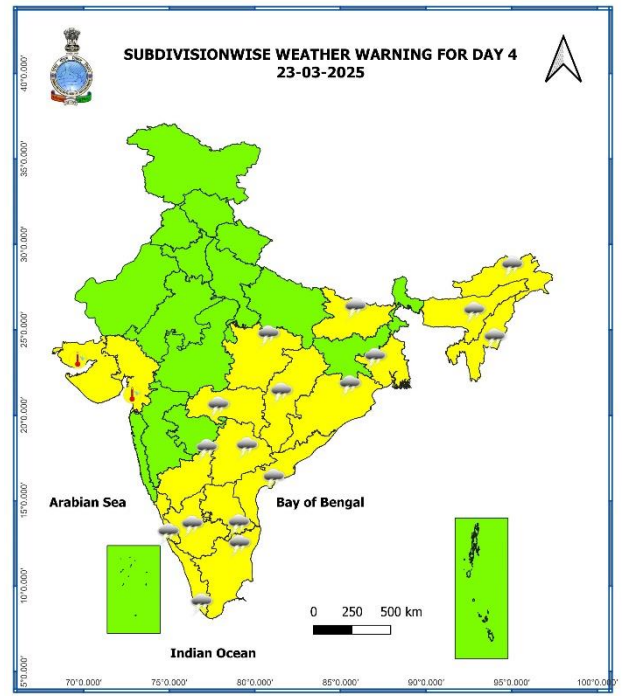 SUBDIVISIONWISE WEATHER WARNING FOR DAY 4
23-03-2025
40°0.000'
35°0.000'
30°0.000'
25°0.000'
20°0.000'
15°0.000'
10°0.000'
5°0.000'
Arabian Sea
Bay of Bengal
0 250 500 km
Indian Ocean
70°0.000' 75°0.000' 80°0.000' 85°0.000' 90°0.000' 95°0.000' 100°0.000'